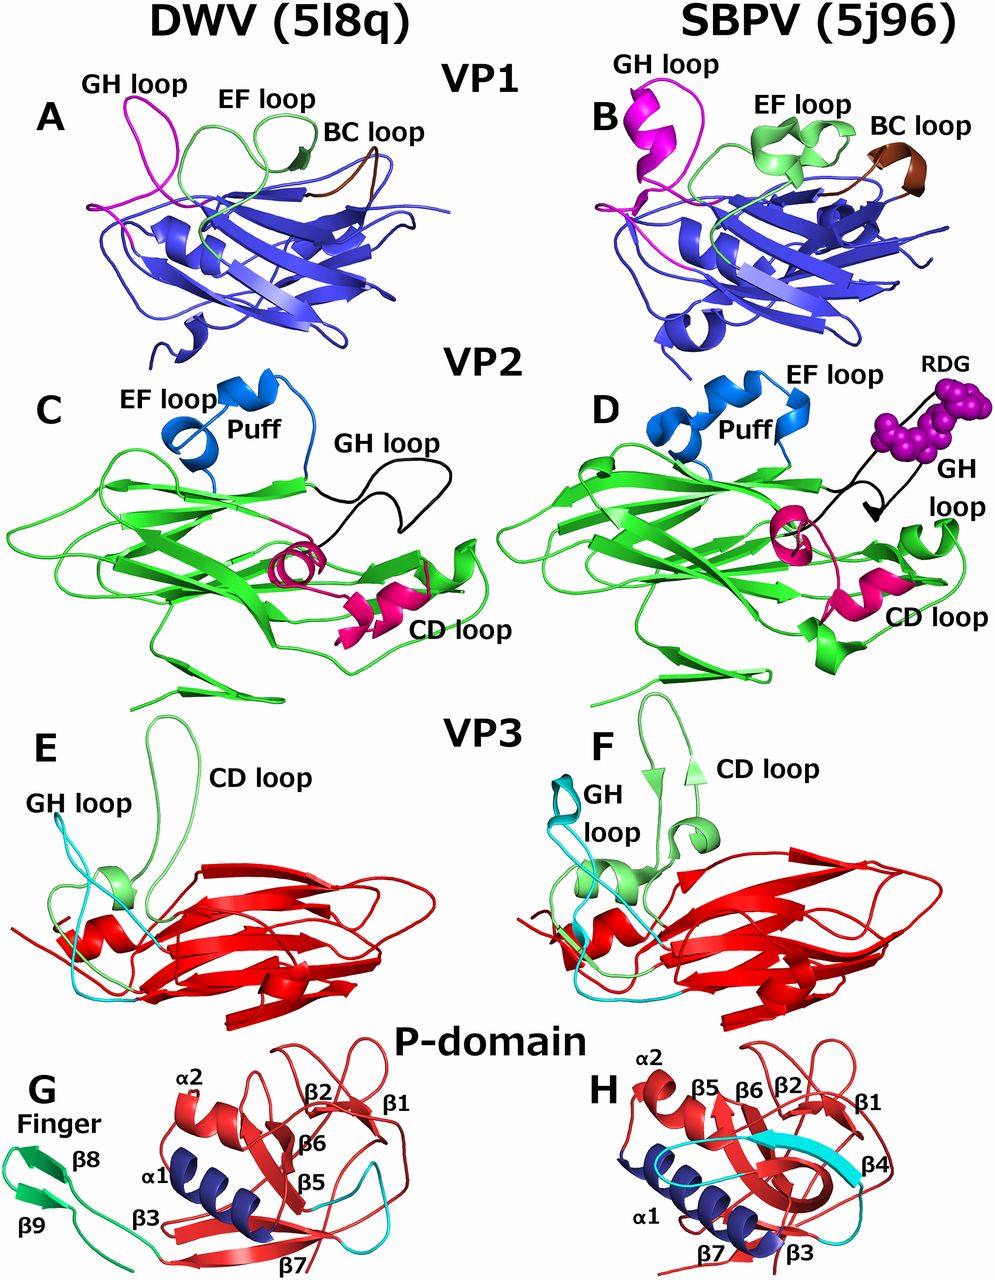 DWV (5l8q)
SBPV (5j96)
VP1
A
GH loop
EF loop
BC loop
B
GH loop
EF loop
BC loop
VP2
C
EF loop
Puff
GH loop
CD loop
D
EF loop
Puff
RDG
GH
loop
CD loop
VP3
E
GH loop
CD loop
F
GH
loop
CD loop
P-domain
G
Finger
β8
β9
α2
α1
β3
β2
β1
β6
β5
β7
H
α2
β5
β6
β2
β1
β4
α1
β7
β3